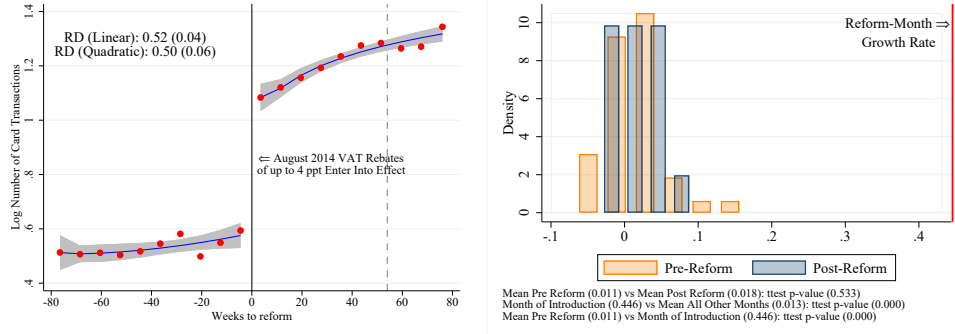 RD (Linear): 0.52 (0.04)
RD (Quadratic): 0.50 (0.06)
⇐ August 2014 VAT Rebates
of up to 4 ppt Enter Into Effect
Log Number of Card Transactions
.4
.6
.8
1
1.2
1.4
-80
-60
-40
-20
0
20
40
60
80
Weeks to reform
Reform-Month ⇒
Growth Rate
Density
0
2
4
6
8
10
-.1
0
.1
.2
.3
.4
Pre-Reform
Post-Reform
Mean Pre Reform (0.011) vs Mean Post Reform (0.018): ttest p-value (0.533)
Month of Introduction (0.446) vs Mean All Other Months (0.013): ttest p-value (0.000)
Mean Pre Reform (0.011) vs Month of Introduction (0.446): ttest p-value (0.000)